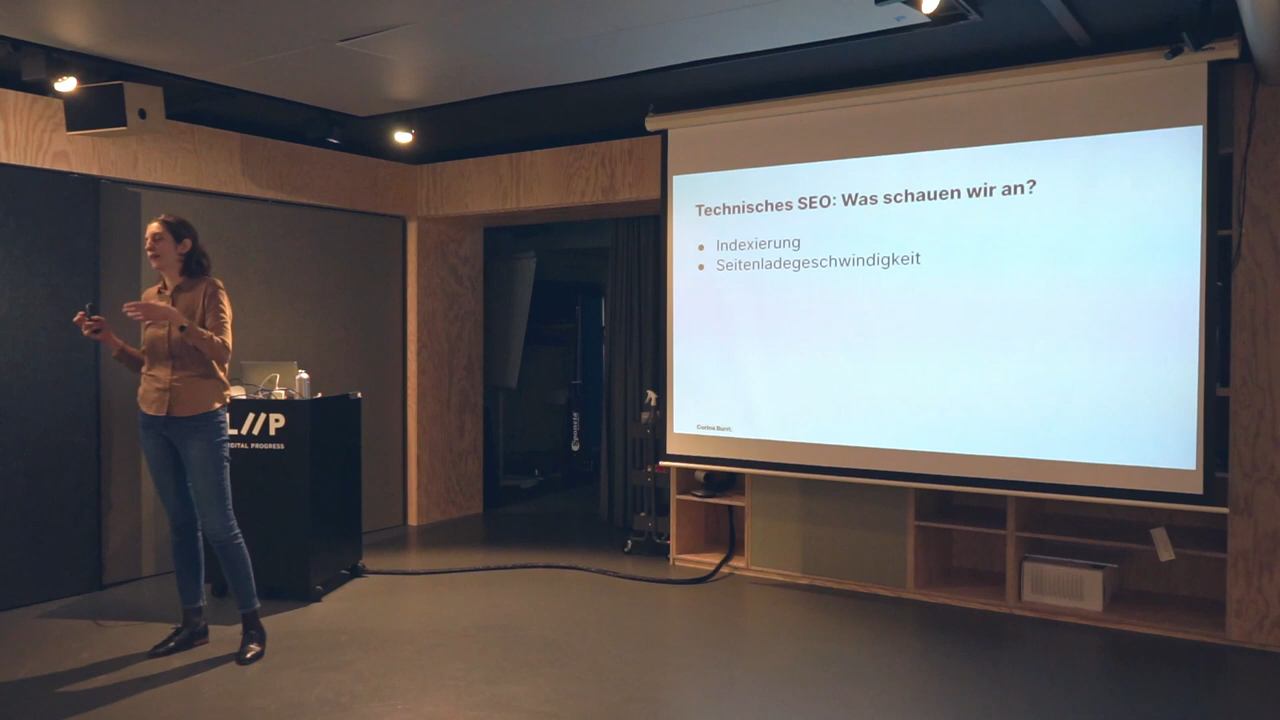 Technisches SEO: Was schauen wir an?
● Indexierung
● Seitenladegeschwindigkeit
Corina Burri,
L//P
DIGITAL PROGRESS